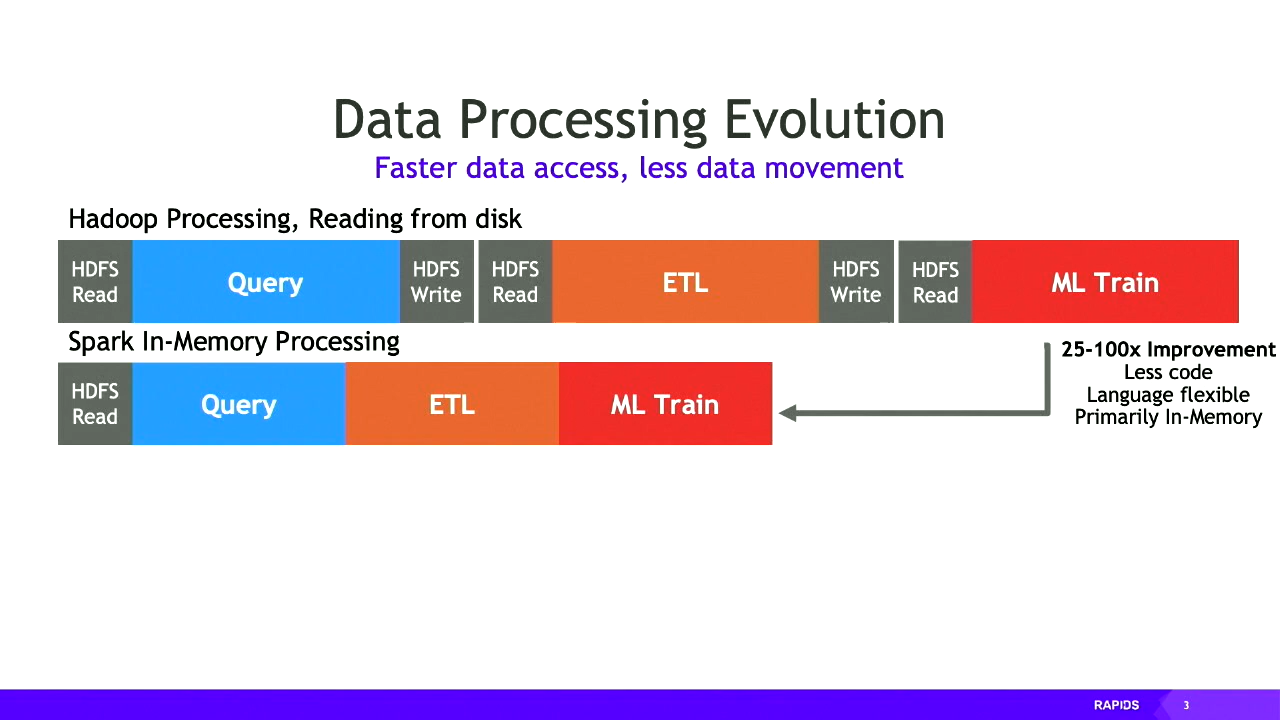 Data Processing Evolution
Faster data access, less data movement
Hadoop Processing, Reading from disk
HDFS
Read
Query
HDFS
Write
HDFS
Read
ETL
HDFS
Write
HDFS
Read
ML Train
Spark In-Memory Processing
HDFS
Read
Query
ETL
ML Train
25-100x Improvement
Less code
Language flexible
Primarily In-Memory
RAPIDS
3